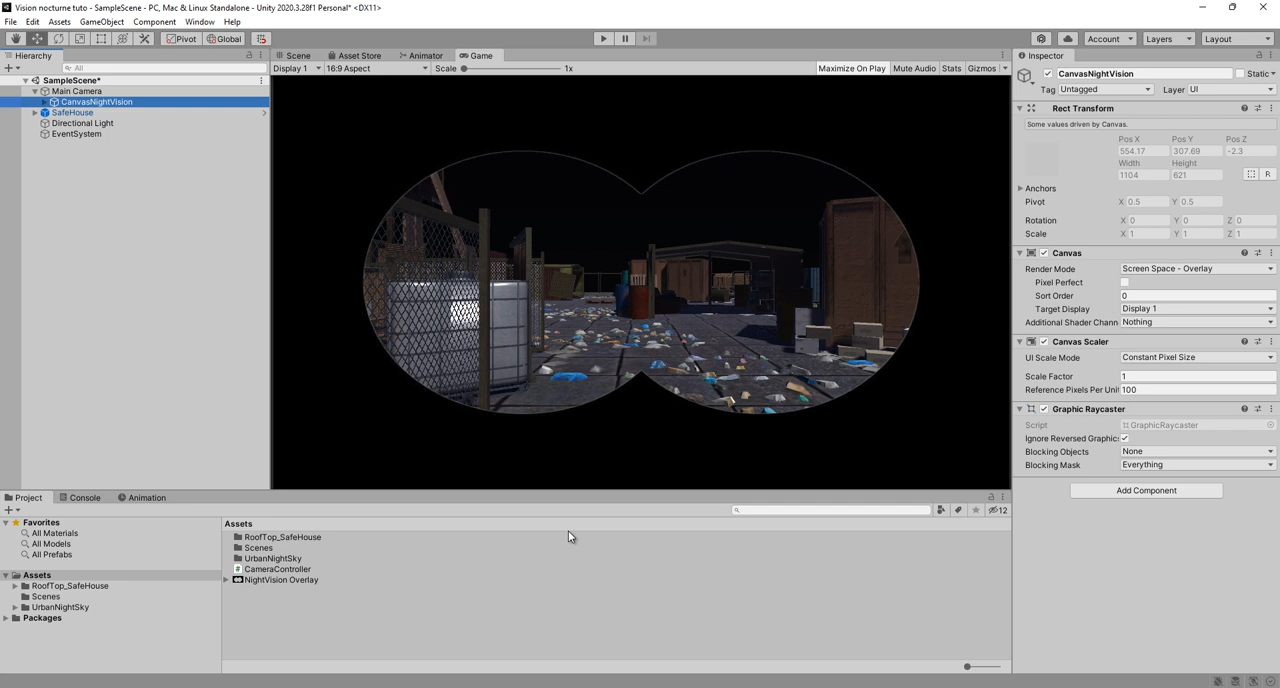 Vision nocturne tuto - SampleScene - PC, Mac & Linux Standalone - Unity 2020.3.28f1 Personal* <DX11>
File Edit Assets GameObject Component Window Help
Pivot Global Account Layers Layout
Hierarchy
All
SampleScene*
Main Camera
CanvasNightVision
SafeHouse
Directional Light
EventSystem
Scene Asset Store Animator Game
Display 1 16:9 Aspect Scale 1x Maximize On Play Mute Audio Stats Gizmos
Inspector
CanvasNightVision Static
Tag Untagged Layer UI
Rect Transform
Some values driven by Canvas.
Pos X Pos Y Pos Z
554.17 307.69 -2.3
Width Height
1104 621 R
Anchors
Pivot X 0.5 Y 0.5
Rotation X 0 Y 0 Z 0
Scale X 1 Y 1 Z 1
Canvas
Render Mode Screen Space - Overlay
Pixel Perfect
Sort Order 0
Target Display Display 1
Additional Shader Chann Nothing
Canvas Scaler
UI Scale Mode Constant Pixel Size
Scale Factor 1
Reference Pixels Per Unit 100
Graphic Raycaster
Script GraphicRaycaster
Ignore Reversed Graphics
Blocking Objects None
Blocking Mask Everything
Add Component
Project Console Animation
12
Favorites
All Materials
All Models
All Prefabs
Assets
RoofTop_SafeHouse
Scenes
UrbanNightSky
Packages
Assets
RoofTop_SafeHouse
Scenes
UrbanNightSky
CameraController
NightVision Overlay